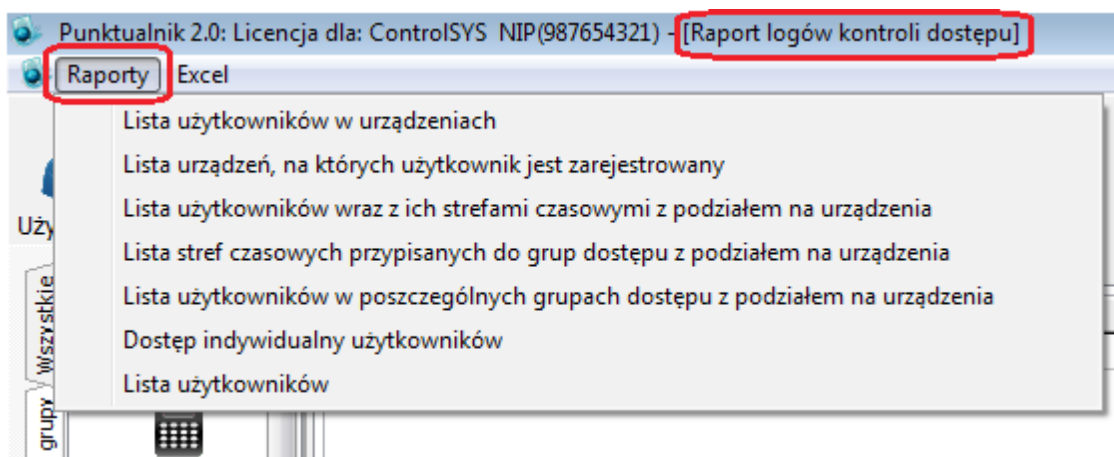 Punktualnik 2.0: Licencja dla: ControlSYS NIP(987654321) - [Raport logów kontroli dostępu]
Raporty Excel
Lista użytkowników w urządzeniach
Lista urządzeń, na których użytkownik jest zarejestrowany
Lista użytkowników wraz z ich strefami czasowymi z podziałem na urządzenia
Lista stref czasowych przypisanych do grup dostępu z podziałem na urządzenia
Lista użytkowników w poszczególnych grupach dostępu z podziałem na urządzenia
Dostęp indywidualny użytkowników
Lista użytkowników
Uży
Wszystkie
grupy